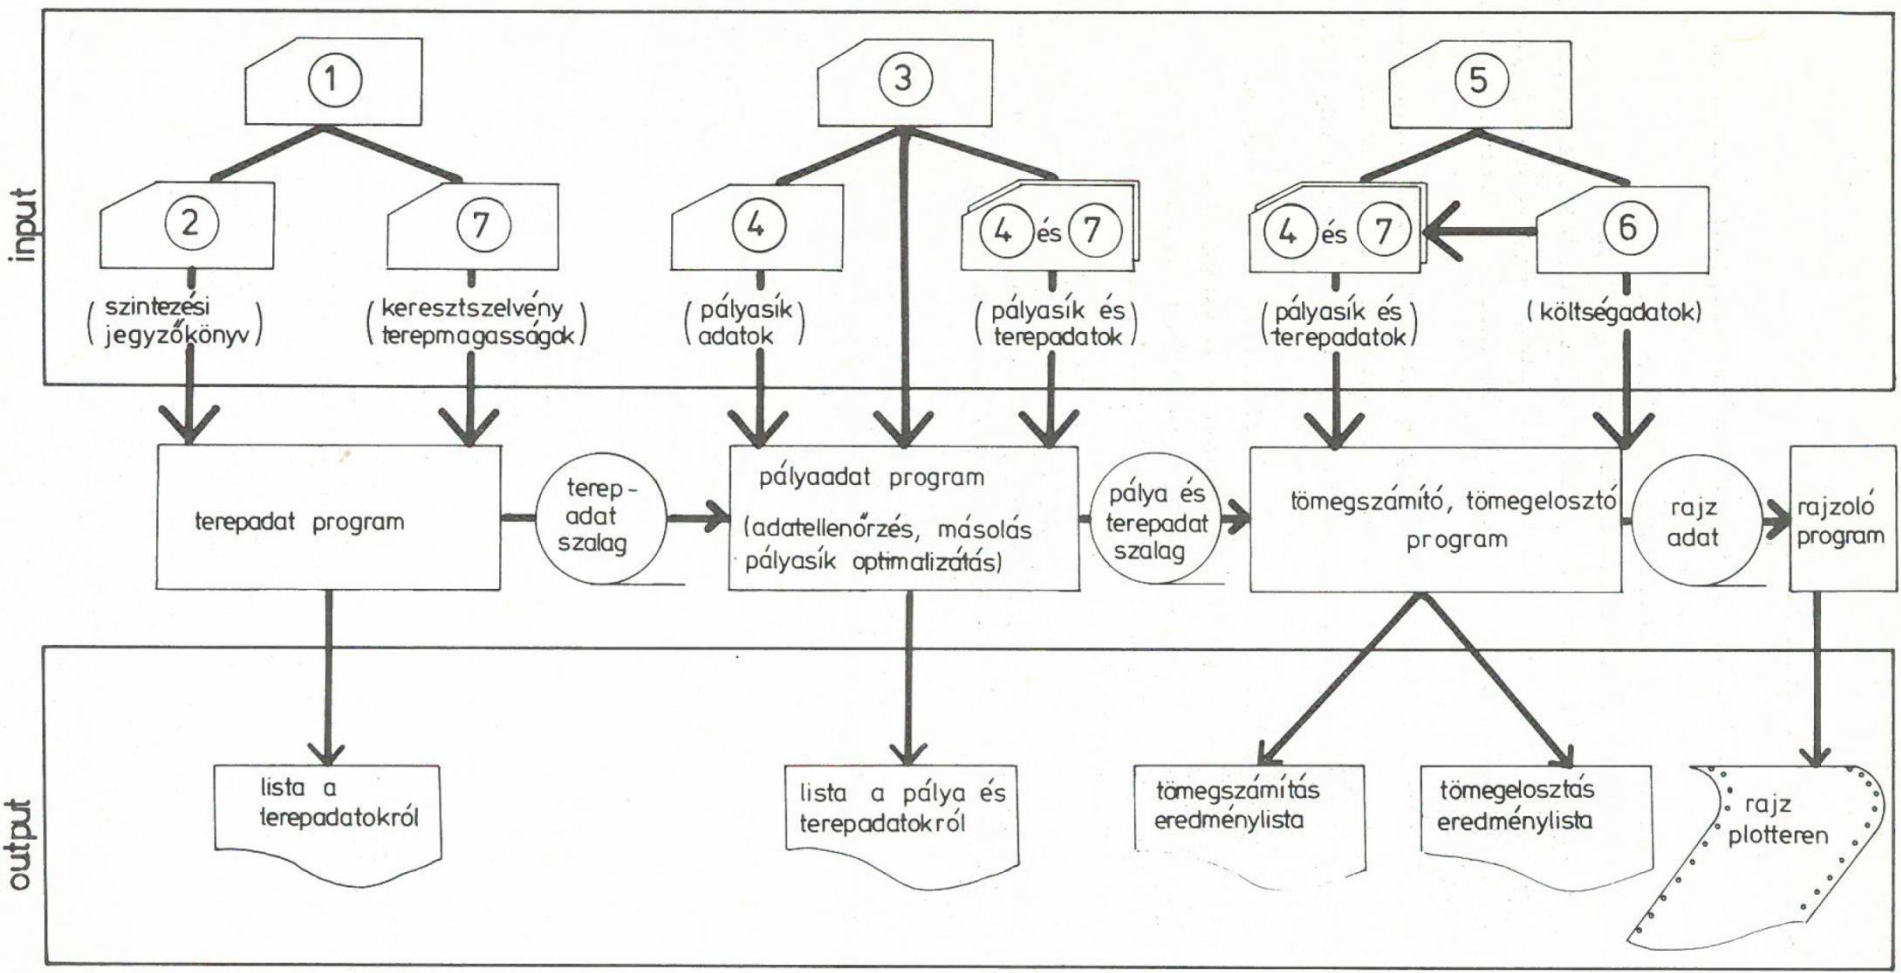 input
1
3
5
2
7
4
4 és 7
4 és 7
6
(szintezési
jegyzőkönyv)
(keresztszelvény
terepmagasságok)
(pályasík
adatok)
(pályasík és
terepadatok)
(pályasík és
terepadatok)
(költségadatok)
terepadat program
terep-
adat
szalag
pályaadat program
(adatellenőrzés, másolás
pályasík optimalizátás)
pálya és
terepadat
szalag
tömegszámító, tömegelosztó
program
rajz
adat
rajzoló
program
output
lista a
terepadatokról
lista a pálya és
terepadatokról
tömegszámítás
eredménylista
tömegelosztás
eredménylista
rajz
plotteren